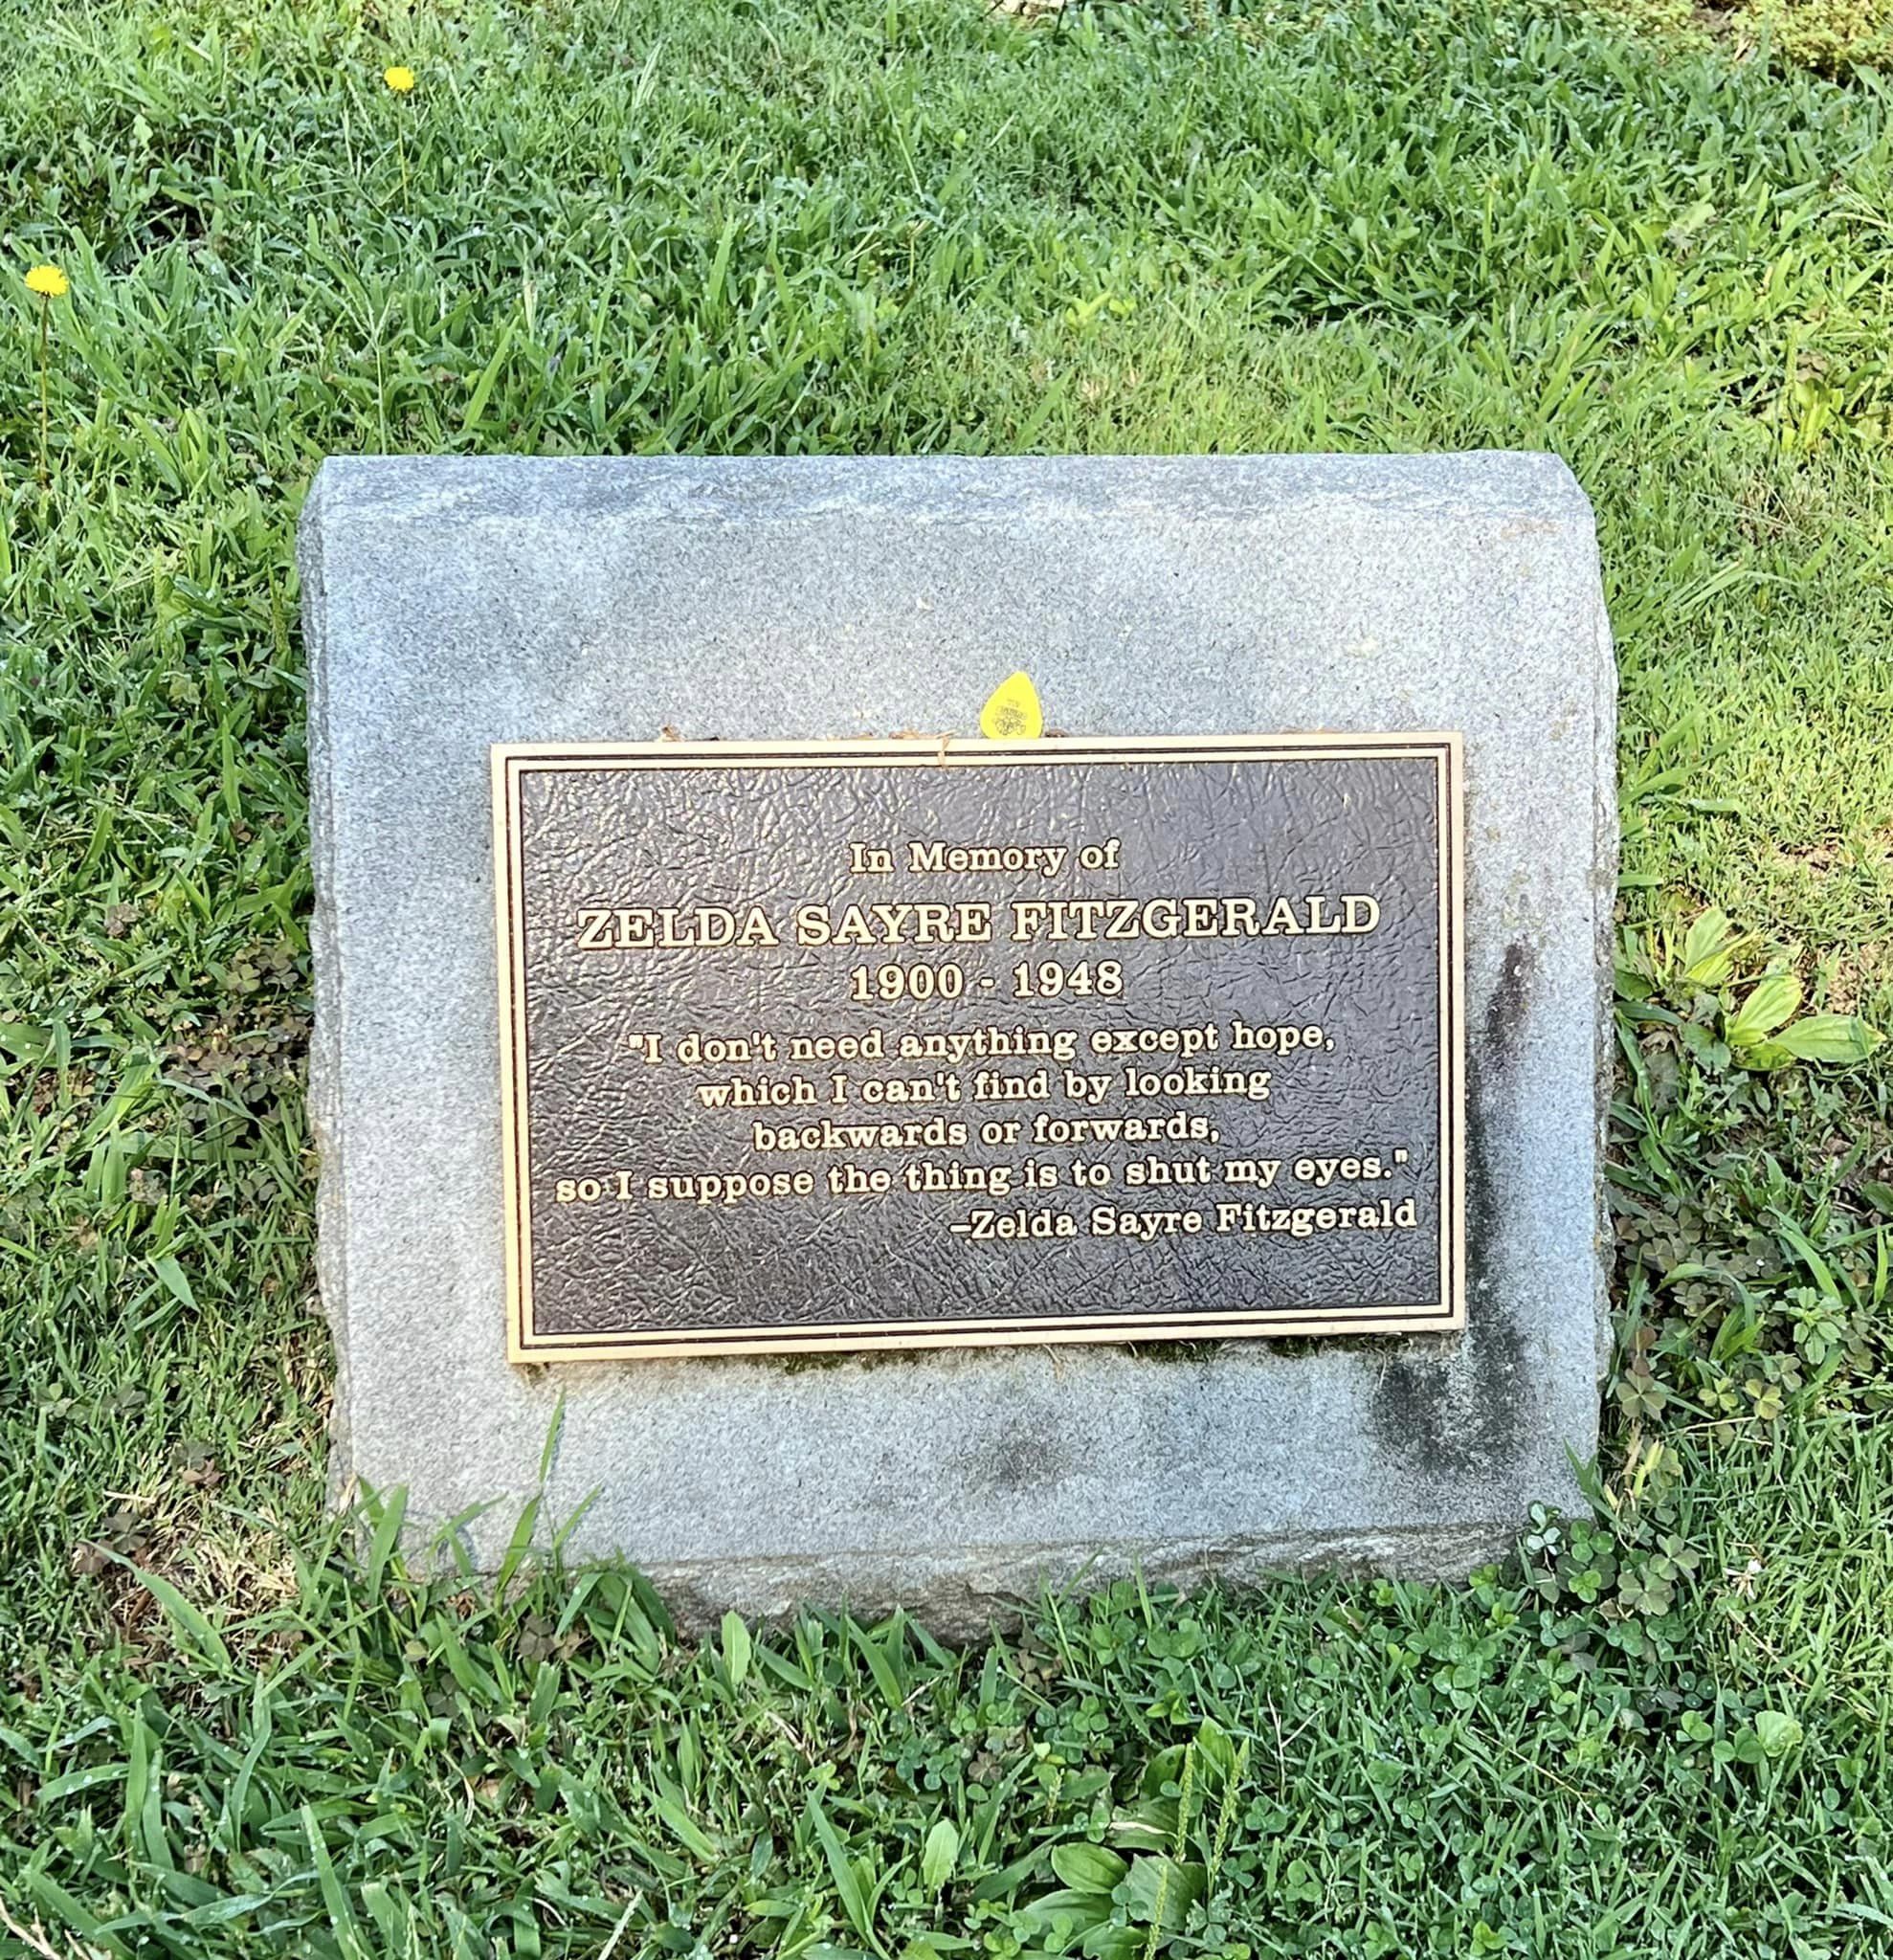 In Memory of
ZELDA SAYRE FITZGERALD
1900 - 1948
"I don't need anything except hope,
which I can't find by looking
backwards or forwards,
so I suppose the thing is to shut my eyes."
–Zelda Sayre Fitzgerald